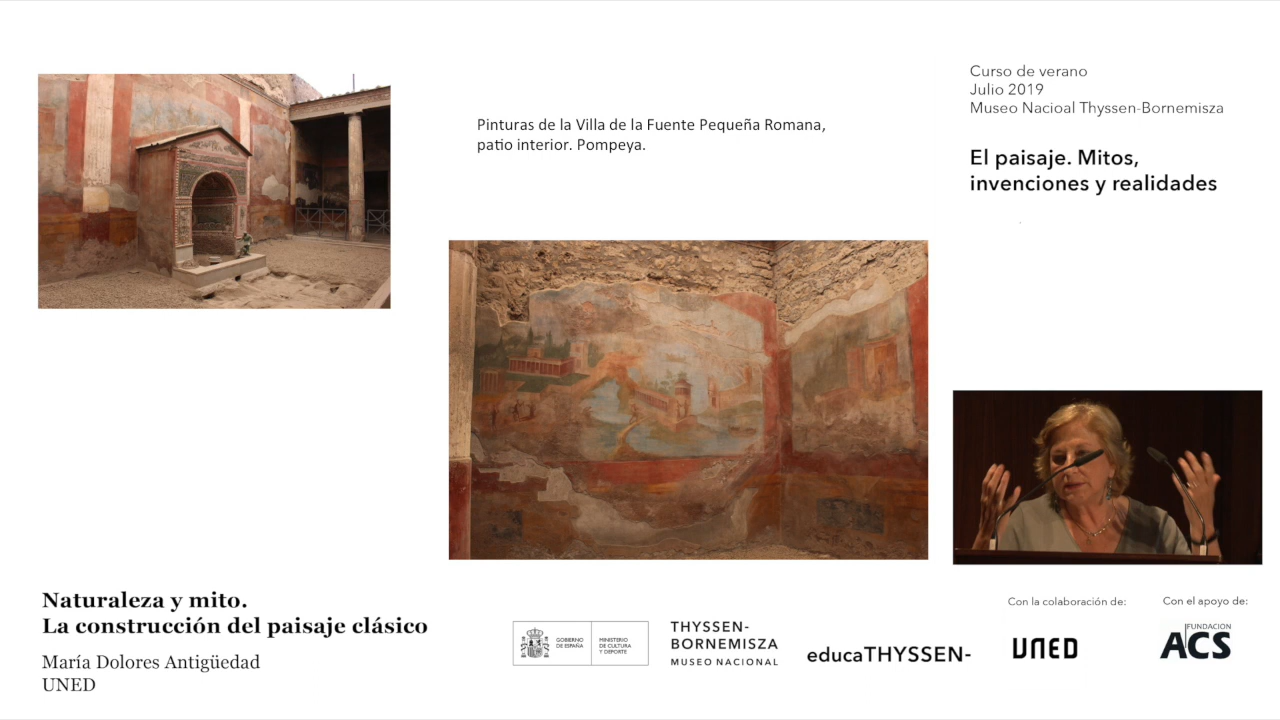 Curso de verano
Julio 2019
Museo Nacioal Thyssen-Bornemisza
El paisaje. Mitos,
invenciones y realidades
Pinturas de la Villa de la Fuente Pequeña Romana,
patio interior. Pompeya.
Naturaleza y mito.
La construcción del paisaje clásico
María Dolores Antigüedad
UNED
GOBIERNO
DE ESPAÑA
MINISTERIO
DE CULTURA
Y DEPORTE
THYSSEN-
BORNEMISZA
MUSEO NACIONAL
educaTHYSSEN-
Con la colaboración de:
UNED
Con el apoyo de:
FUNDACION
ACS